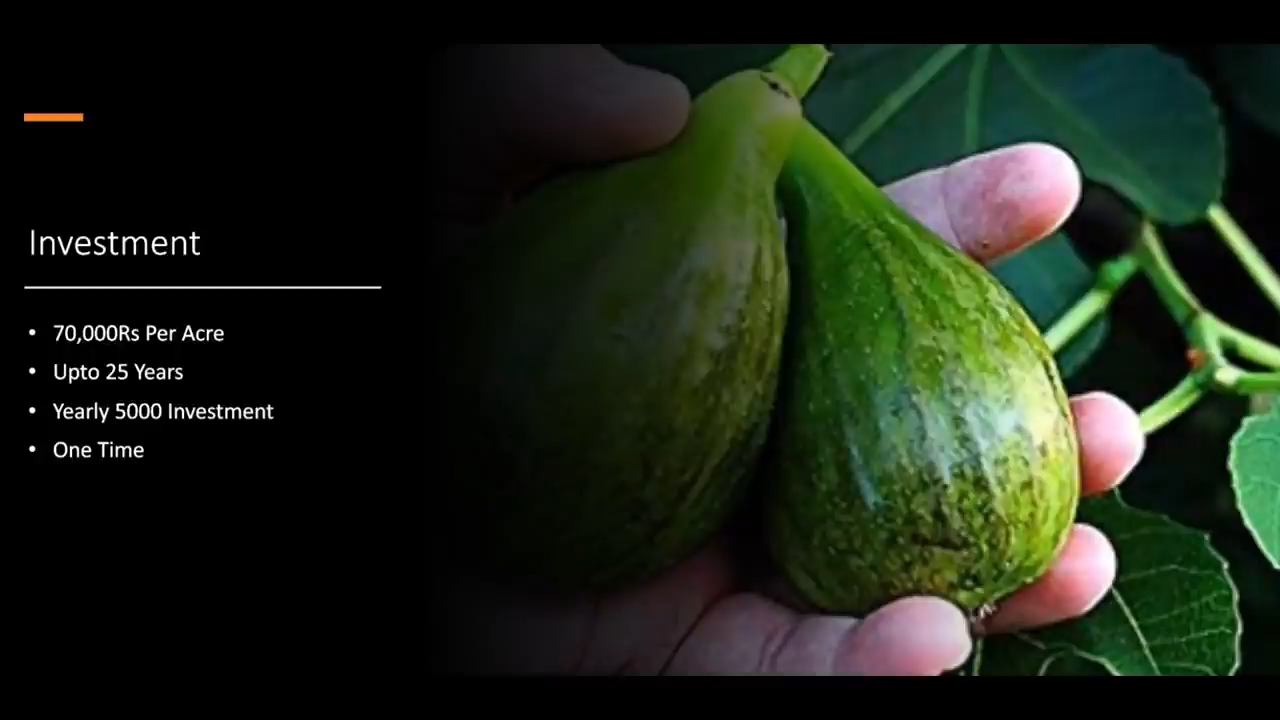 Investment
• 70,000Rs Per Acre
• Upto 25 Years
• Yearly 5000 Investment
• One Time